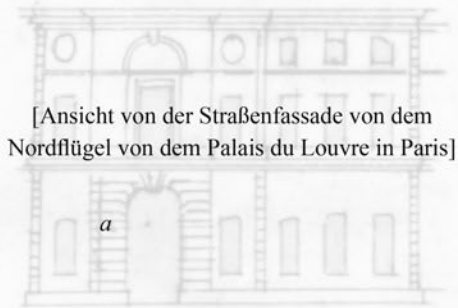 [Ansicht von der Straßenfassade von dem
Nordflügel von dem Palais du Louvre in Paris]
a